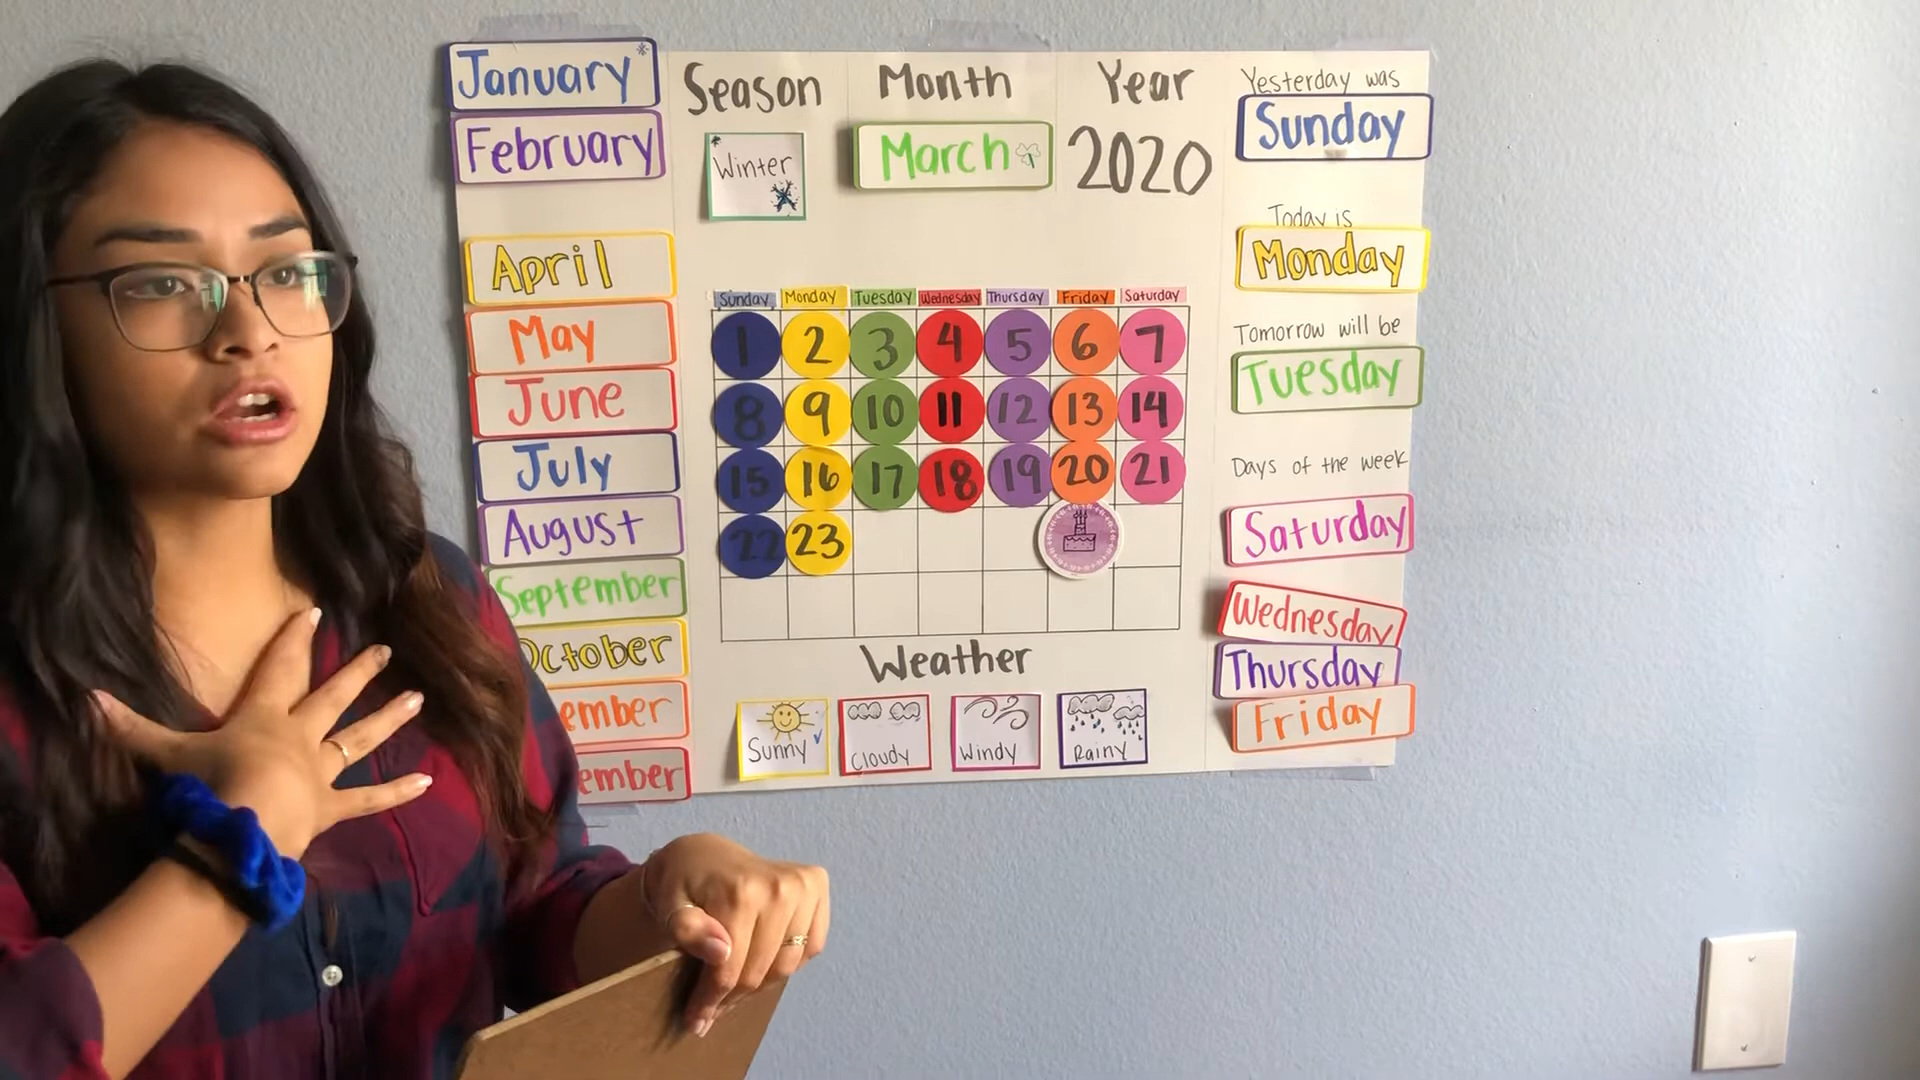 January
February
April
May
June
July
August
September
October
ember
ember
Season
Winter
Month
March
Year
2020
Sunday Monday Tuesday Wednesday Thursday Friday Saturday
1 2 3 4 5 6 7
8 9 10 11 12 13 14
15 16 17 18 19 20 21
22 23
Weather
Sunny
Cloudy
Windy
Rainy
Yesterday was
Sunday
Today is
Monday
Tomorrow will be
Tuesday
Days of the week
Saturday
Wednesday
Thursday
Friday